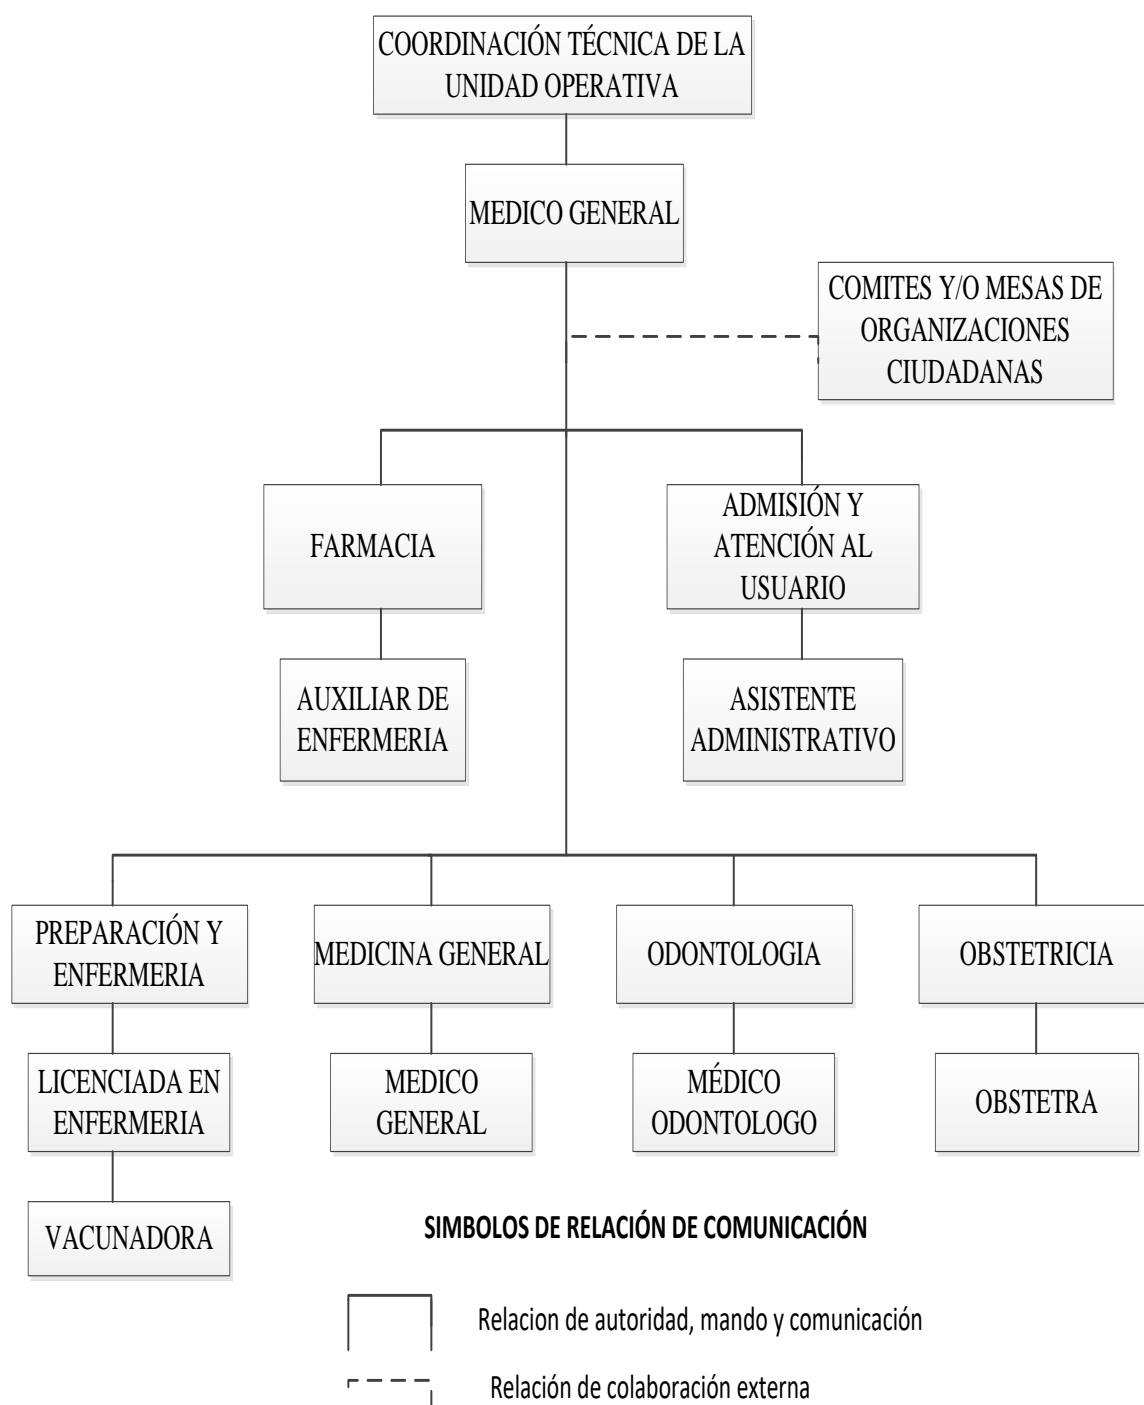 COORDINACIÓN TÉCNICA DE LA
UNIDAD OPERATIVA
MEDICO GENERAL
COMITES Y/O MESAS DE
ORGANIZACIONES
CIUDADANAS
FARMACIA
ADMISIÓN Y
ATENCIÓN AL
USUARIO
AUXILIAR DE
ENFERMERIA
ASISTENTE
ADMINISTRATIVO
PREPARACIÓN Y
ENFERMERIA
MEDICINA GENERAL
ODONTOLOGIA
OBSTETRICIA
LICENCIADA EN
ENFERMERIA
MEDICO
GENERAL
MÉDICO
ODONTOLOGO
OBSTETRA
VACUNADORA
SIMBOLOS DE RELACIÓN DE COMUNICACIÓN
Relacion de autoridad, mando y comunicación
Relación de colaboración externa